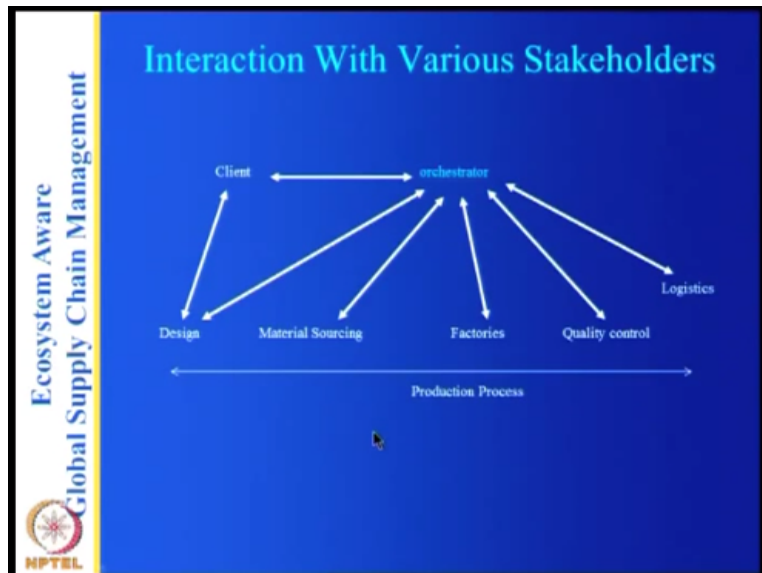 Interaction With Various Stakeholders
Ecosystem Aware
Global Supply Chain Management
Client
orchestrator
Logistics
Design
Material Sourcing
Factories
Quality control
Production Process
NPTEL